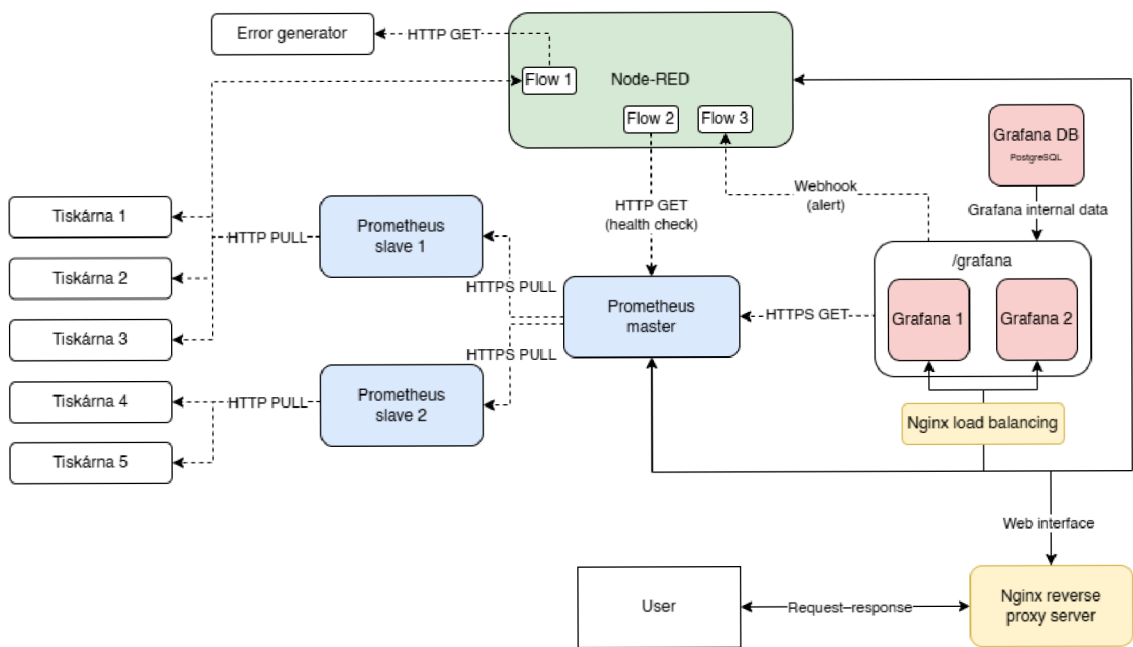 Error generator
HTTP GET
Flow 1
Node-RED
Flow 2
Flow 3
Grafana DB
PostgreSQL
Webhook
(alert)
Grafana internal data
HTTP GET
(health check)
Tiskárna 1
Tiskárna 2
Tiskárna 3
Tiskárna 4
Tiskárna 5
HTTP PULL
HTTP PULL
Prometheus
slave 1
Prometheus
slave 2
HTTPS PULL
HTTPS PULL
Prometheus
master
HTTPS GET
/grafana
Grafana 1
Grafana 2
Nginx load balancing
Web interface
User
Request–response
Nginx reverse
proxy server